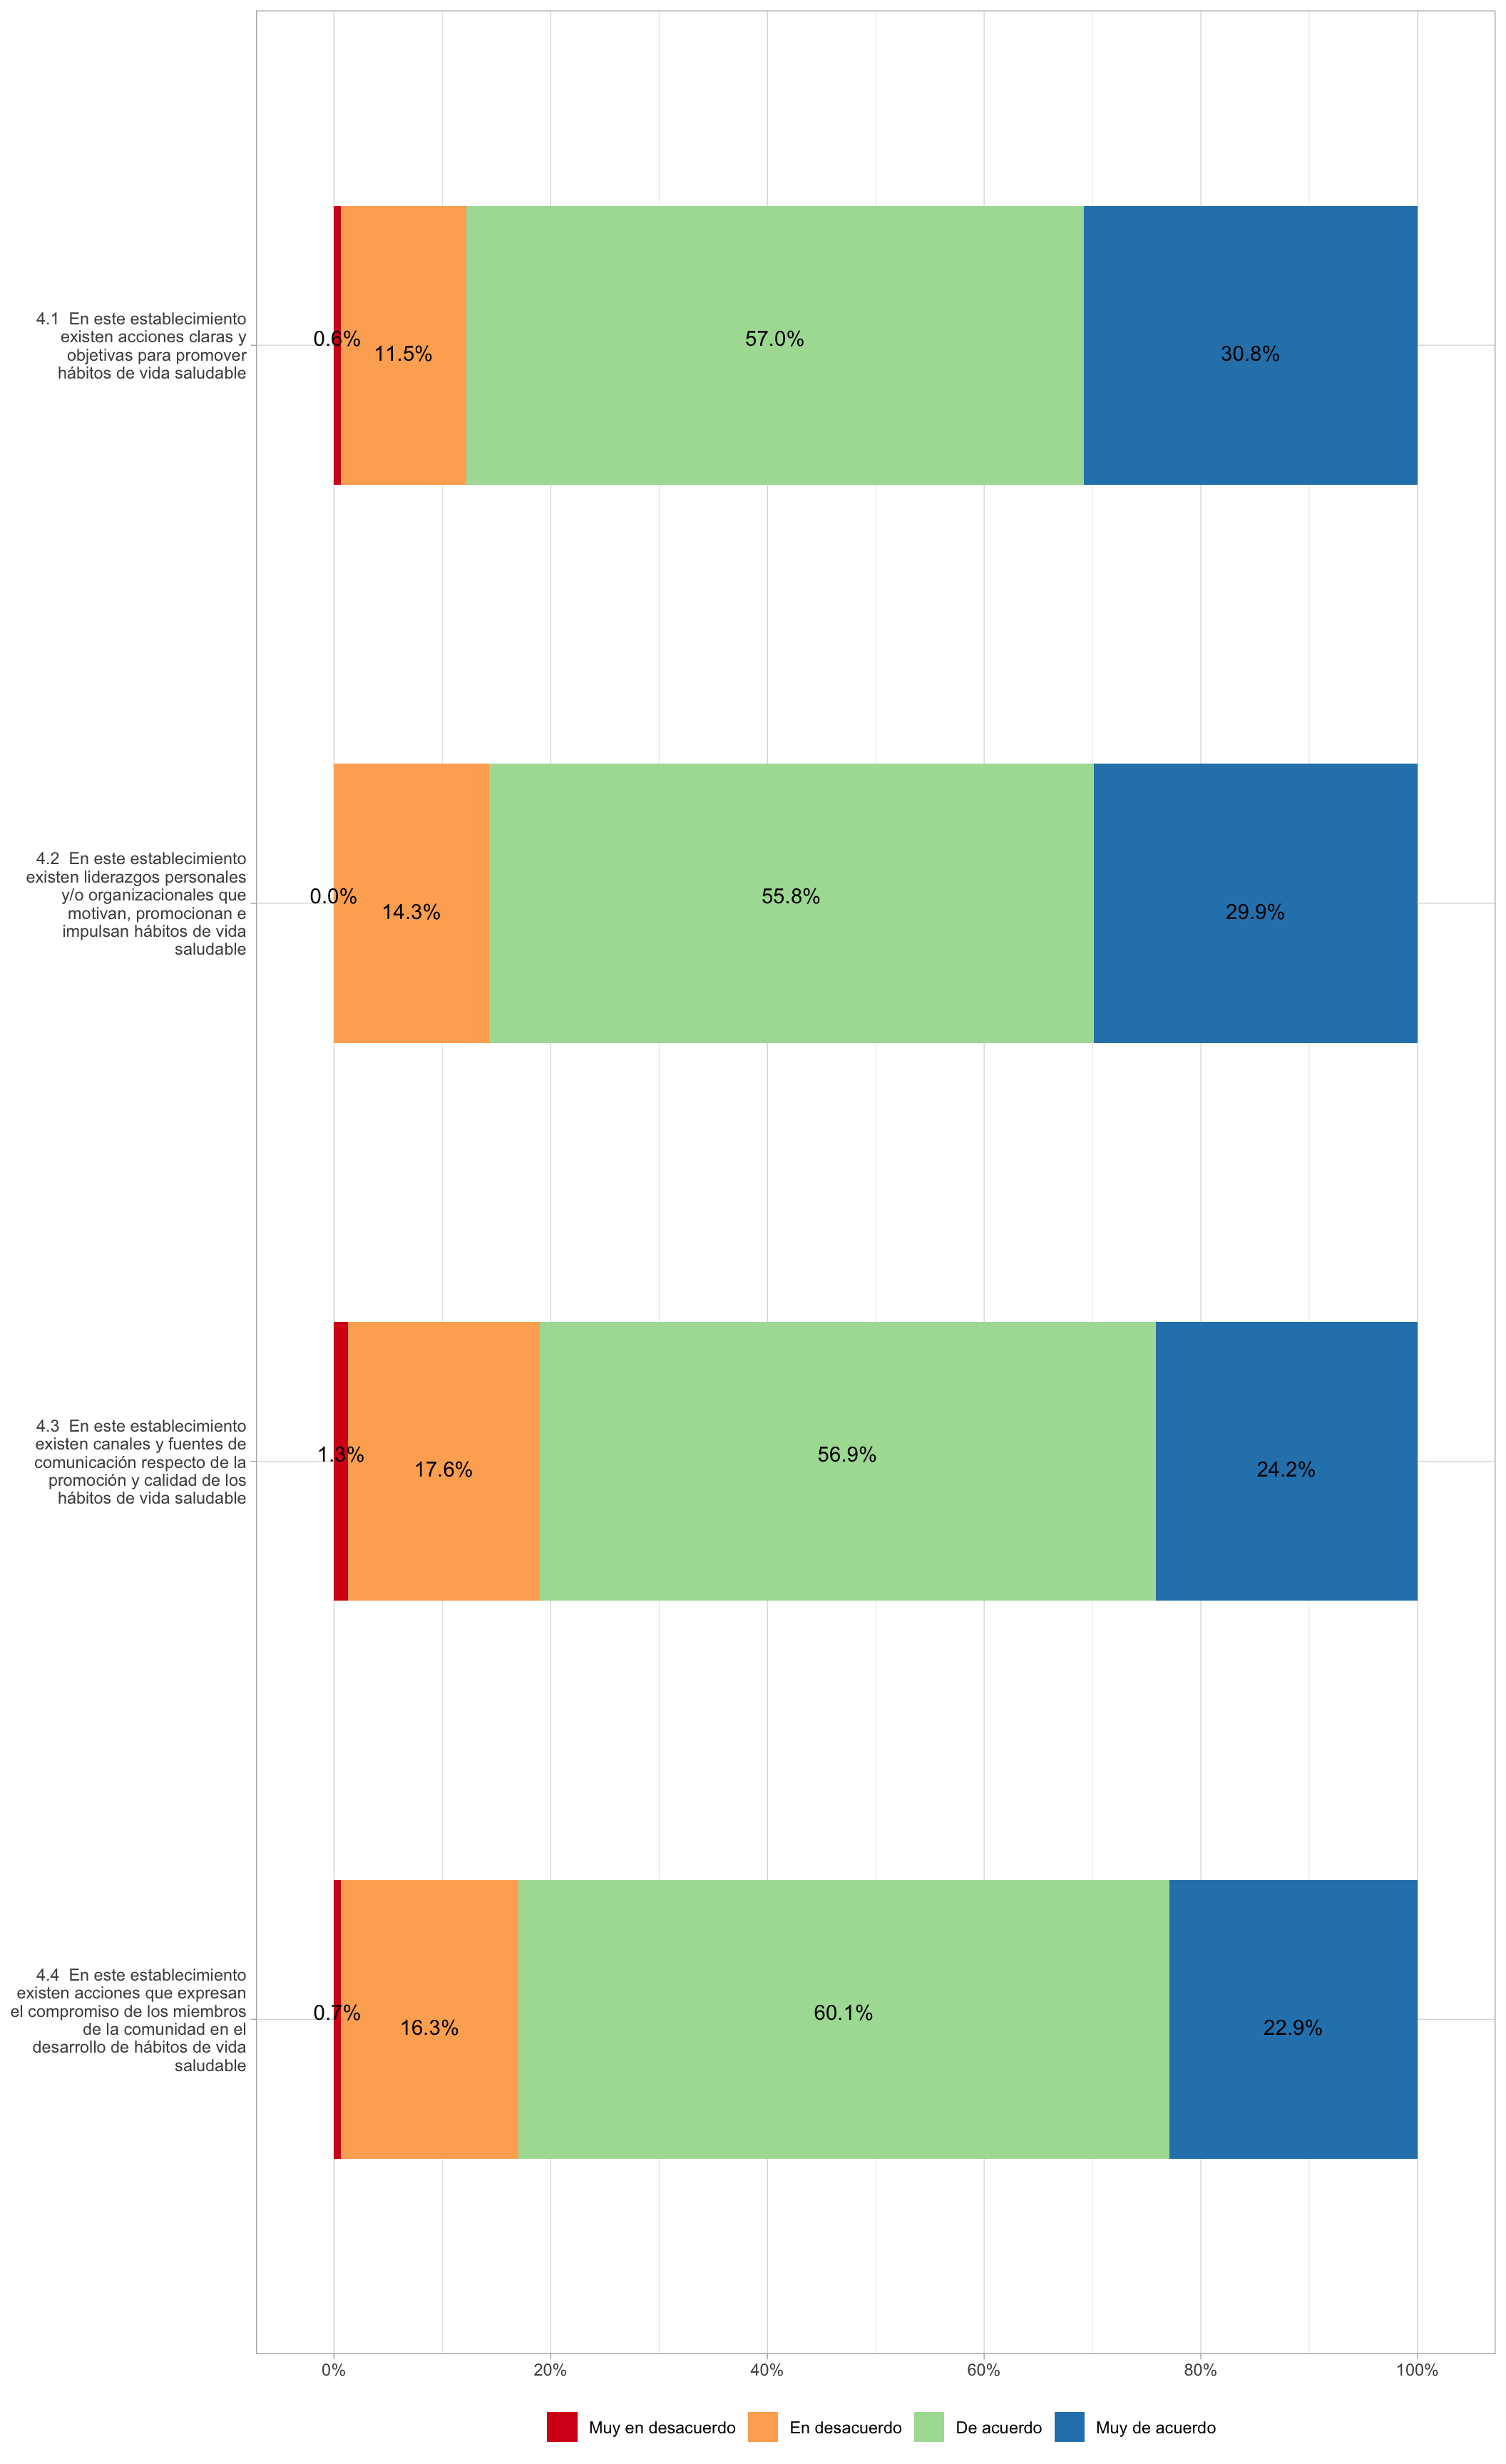 4.1  En este establecimiento
existen acciones claras y
objetivas para promover
hábitos de vida saludable
0.6%
11.5%
57.0%
30.8%
4.2  En este establecimiento
existen liderazgos personales
y/o organizacionales que
motivan, promocionan e
impulsan hábitos de vida
saludable
0.0%
14.3%
55.8%
29.9%
4.3  En este establecimiento
existen canales y fuentes de
comunicación respecto de la
promoción y calidad de los
hábitos de vida saludable
1.3%
17.6%
56.9%
24.2%
4.4  En este establecimiento
existen acciones que expresan
el compromiso de los miembros
de la comunidad en el
desarrollo de hábitos de vida
saludable
0.7%
16.3%
60.1%
22.9%
0% 20% 40% 60% 80% 100%
Muy en desacuerdo En desacuerdo De acuerdo Muy de acuerdo